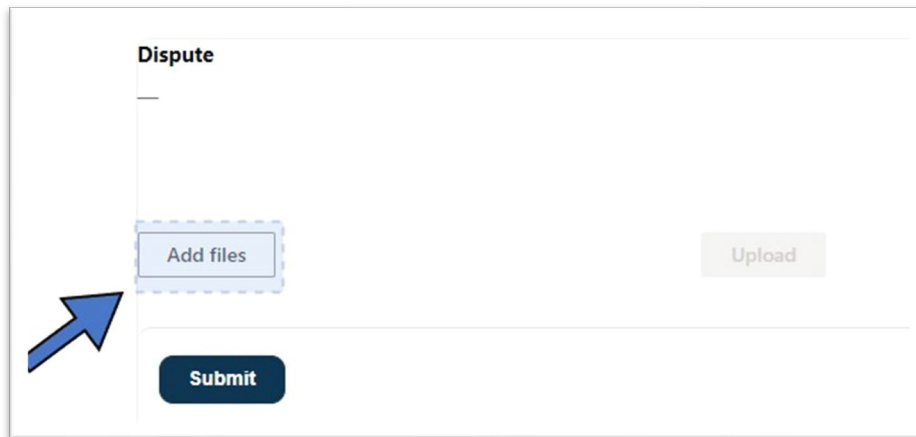 Dispute
—
Add files
Upload
Submit